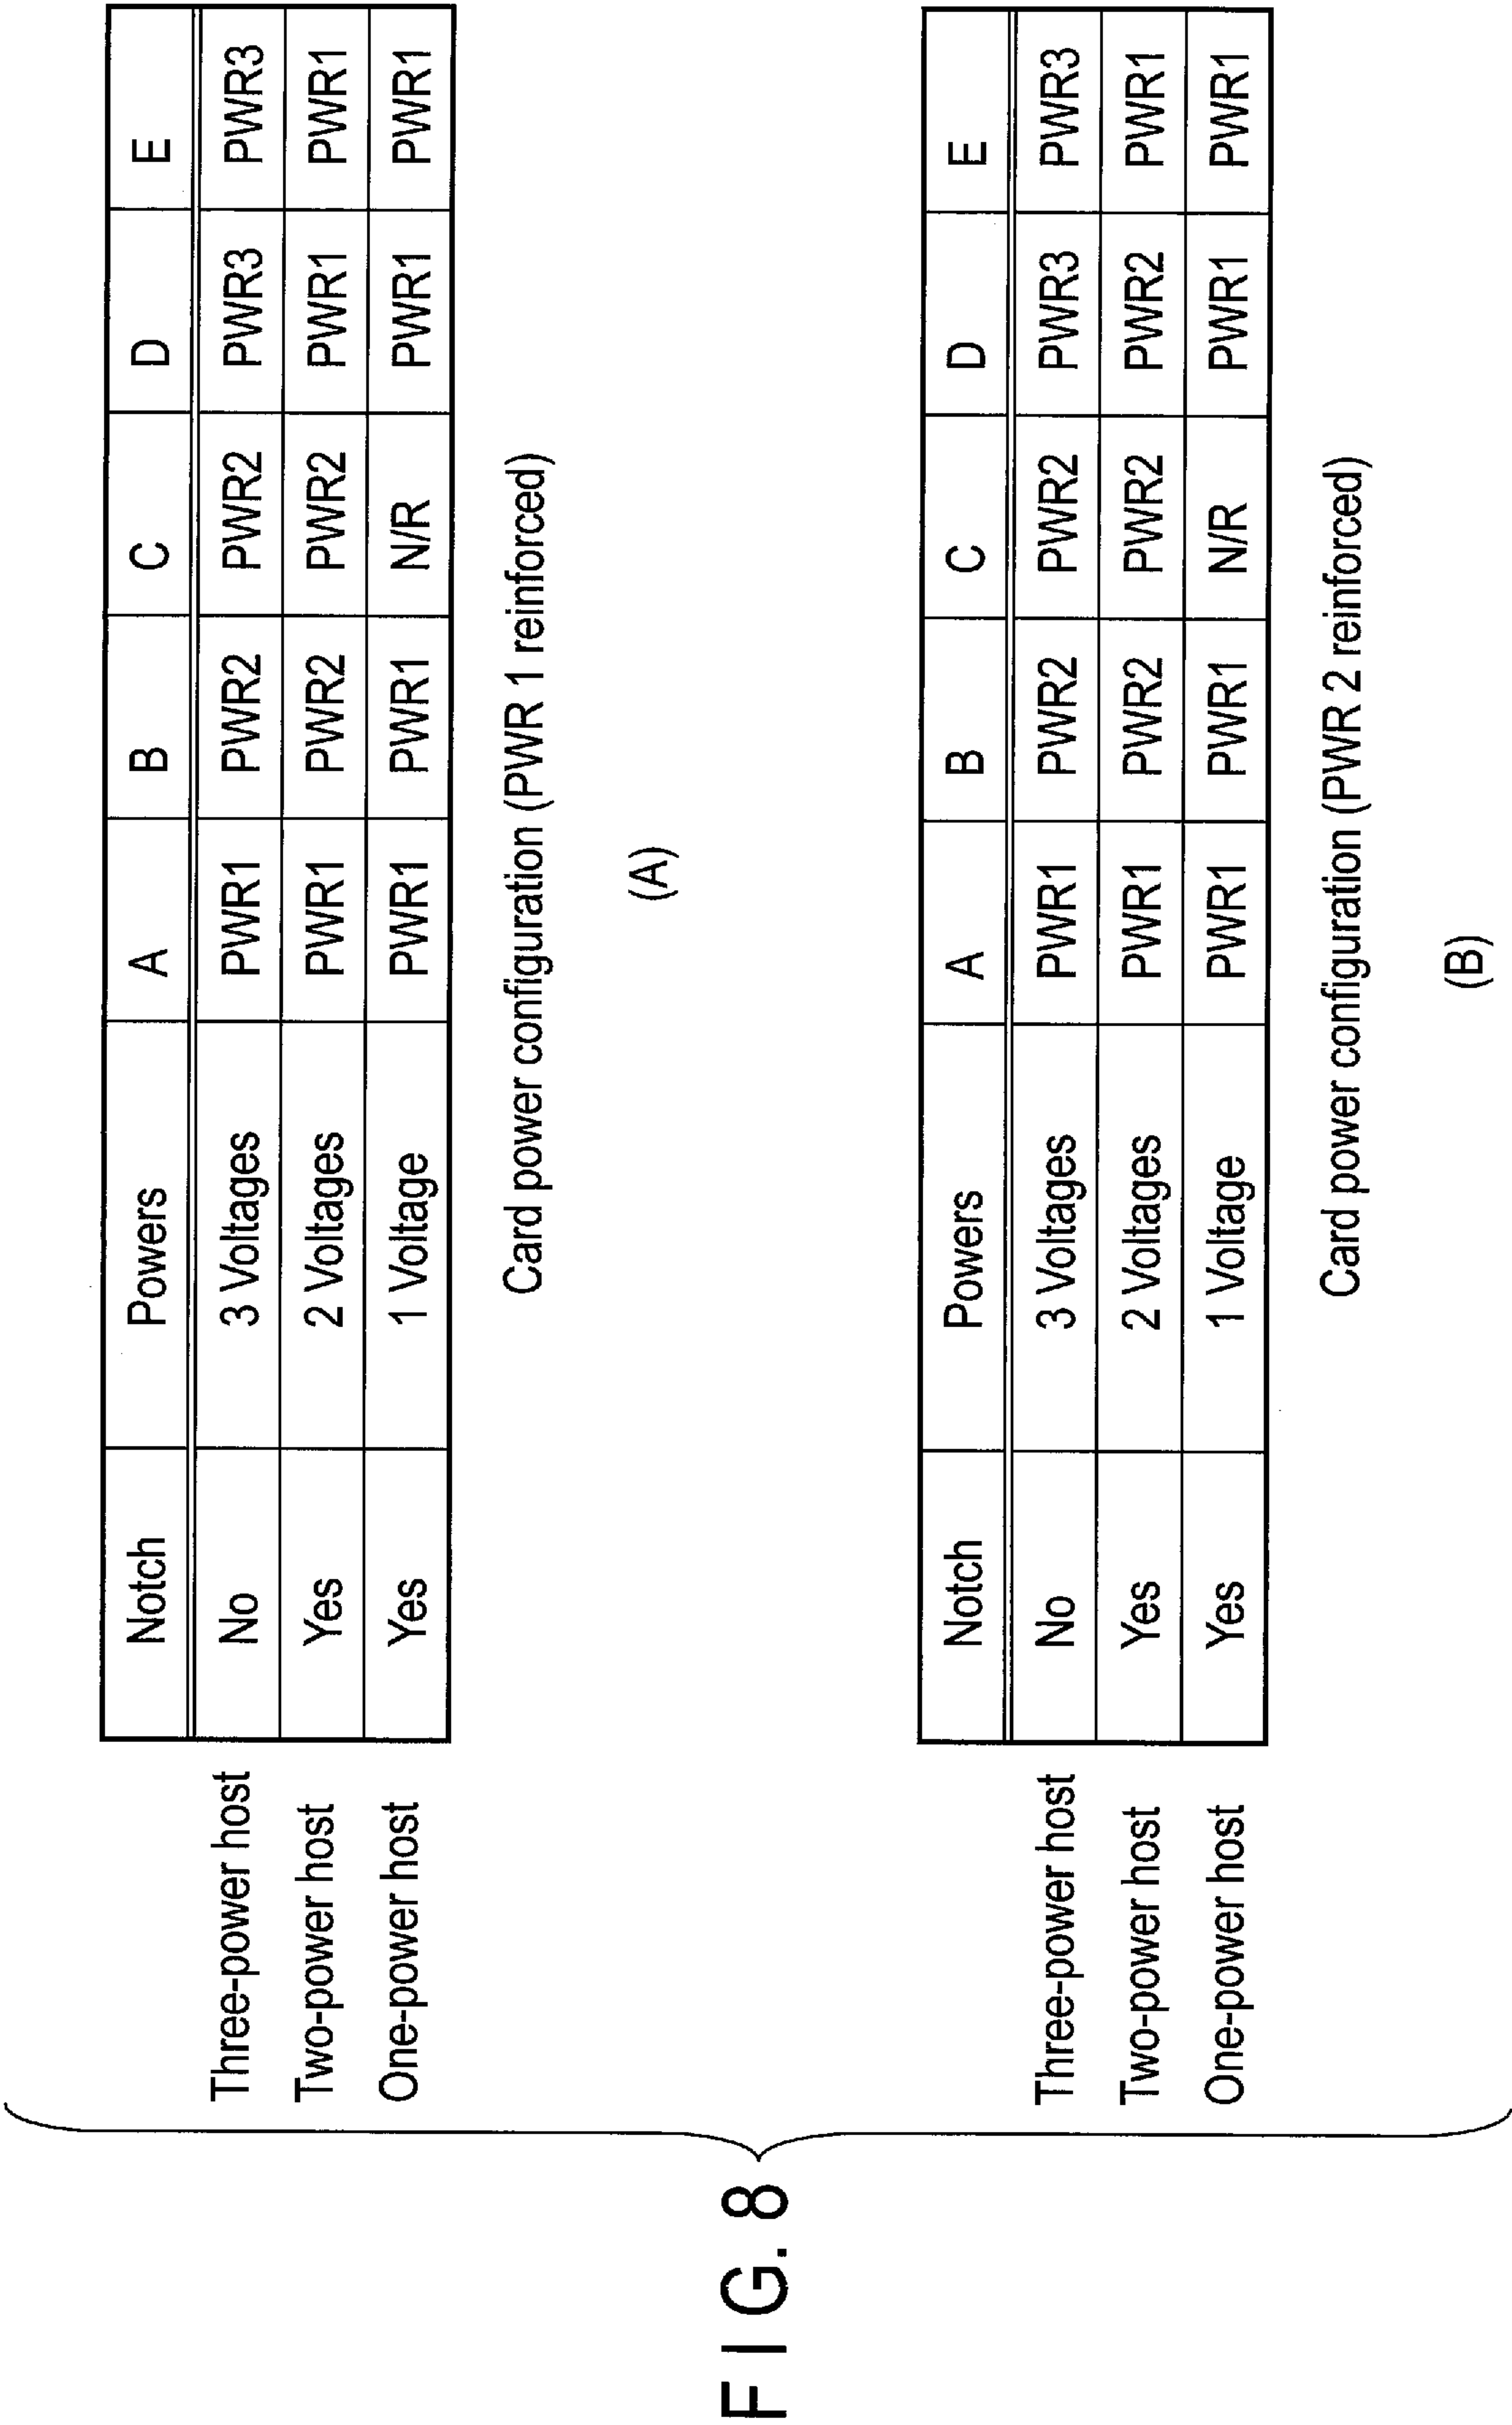 FIG. 8
Notch Powers A B C D E
Three-power host No 3 Voltages PWR1 PWR2 PWR2 PWR3 PWR3
Two-power host Yes 2 Voltages PWR1 PWR2 PWR2 PWR1 PWR1
One-power host Yes 1 Voltage PWR1 PWR1 N/R PWR1 PWR1
Card power configuration (PWR 1 reinforced)
(A)
Notch Powers A B C D E
Three-power host No 3 Voltages PWR1 PWR2 PWR2 PWR3 PWR3
Two-power host Yes 2 Voltages PWR1 PWR2 PWR2 PWR2 PWR1
One-power host Yes 1 Voltage PWR1 PWR1 N/R PWR1 PWR1
Card power configuration (PWR 2 reinforced)
(B)